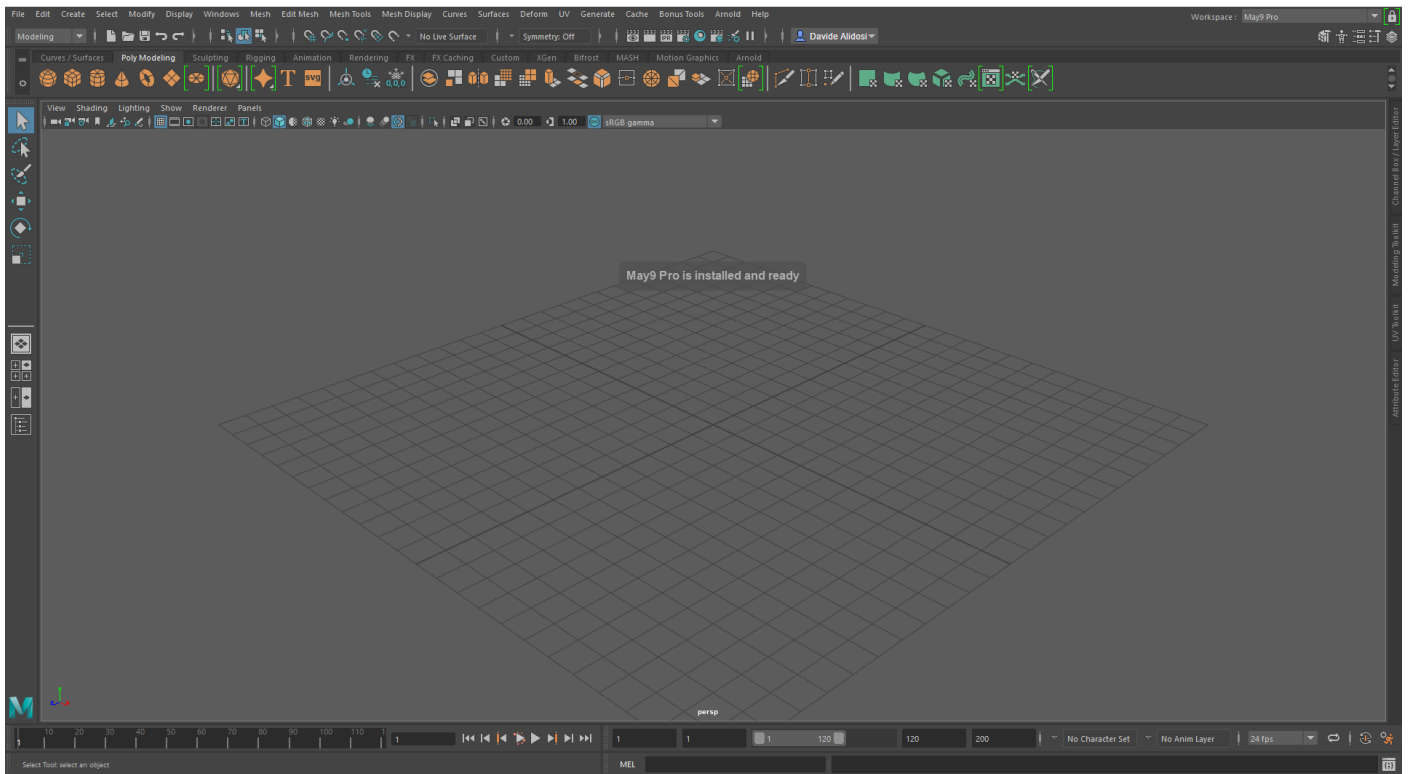 File Edit Create Select Modify Display Windows Mesh Edit Mesh Mesh Tools Mesh Display Curves Surfaces Deform UV Generate Cache Bonus Tools Arnold Help
Workspace : May9 Pro
Modeling No Live Surface Symmetry: Off Davide Alidosi
Curves / Surfaces Poly Modeling Sculpting Rigging Animation Rendering FX FX Caching Custom XGen Bifrost MASH Motion Graphics Arnold
T svg 0,0,0
View Shading Lighting Show Renderer Panels
0.00 1.00 sRGB gamma
Channel Box / Layer Editor
Modeling Toolkit
UV Toolkit
Attribute Editor
May9 Pro is installed and ready
persp
M
10 20 30 40 50 60 70 80 90 100 110 1
1 1 1 1 1 120 120 200 No Character Set No Anim Layer 24 fps
Select Tool: select an object MEL